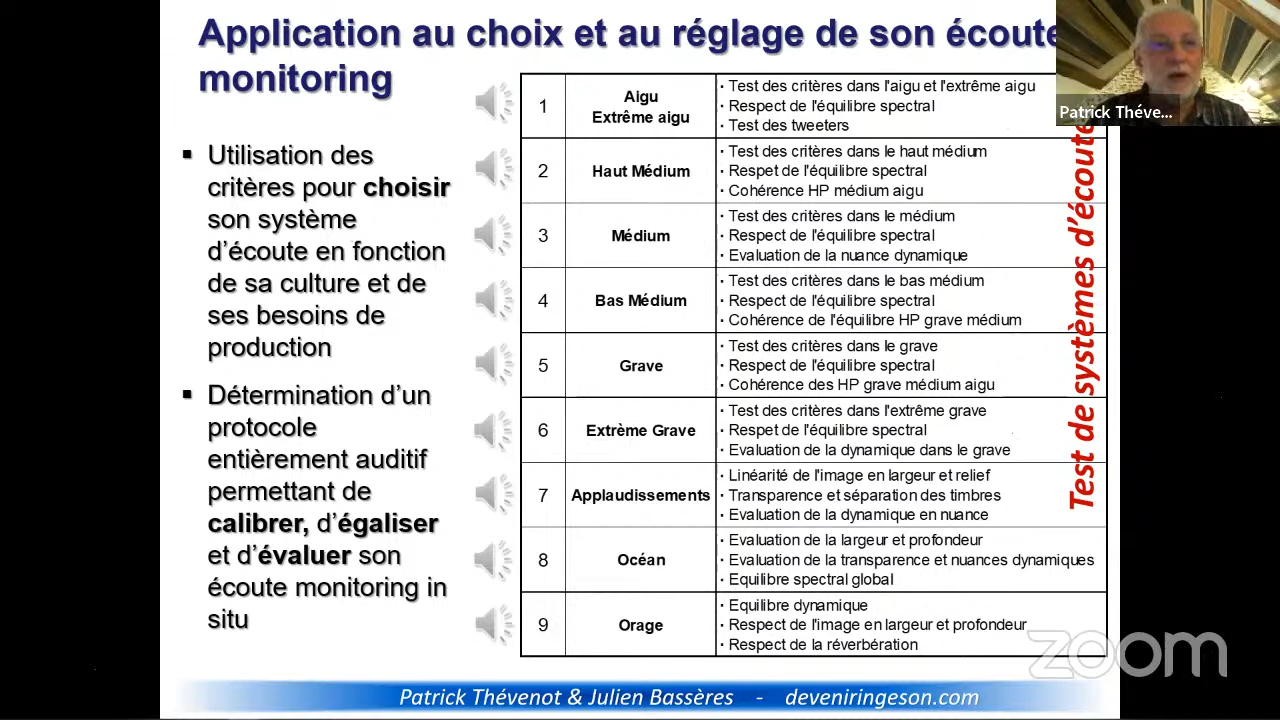 Application au choix et au réglage de son écoute
monitoring
Patrick Théve...
▪ Utilisation des
critères pour choisir
son système
d'écoute en fonction
de sa culture et de
ses besoins de
production
▪ Détermination d'un
protocole
entièrement auditif
permettant de
calibrer, d'égaliser
et d'évaluer son
écoute monitoring in
situ
1
Aigu
Extrême aigu
· Test des critères dans l'aigu et l'extrême aigu
· Respect de l'équilibre spectral
· Test des tweeters
2
Haut Médium
· Test des critères dans le haut médium
· Respet de l'équilibre spectral
· Cohérence HP médium aigu
3
Médium
· Test des critères dans le médium
· Respect de l'équilibre spectral
· Evaluation de la nuance dynamique
4
Bas Médium
· Test des critères dans le bas médium
· Respect de l'équilibre spectral
· Cohérence de l'équilibre HP grave médium
5
Grave
· Test des critères dans le grave
· Respect de l'équilibre spectral
· Cohérence des HP grave médium aigu
6
Extrème Grave
· Test des critères dans l'extrême grave
· Respet de l'équilibre spectral
· Evaluation de la dynamique dans le grave
7
Applaudissements
· Linéarité de l'image en largeur et relief
· Transparence et séparation des timbres
· Evaluation de la dynamique en nuance
8
Océan
· Evaluation de la largeur et profondeur
· Evaluation de la transparence et nuances dynamiques
· Equilibre spectral global
9
Orage
· Equilibre dynamique
· Respect de l'image en largeur et profondeur
· Respect de la réverbération
Test de systèmes d'écoute
zoom
Patrick Thévenot & Julien Bassères - deveniringeson.com